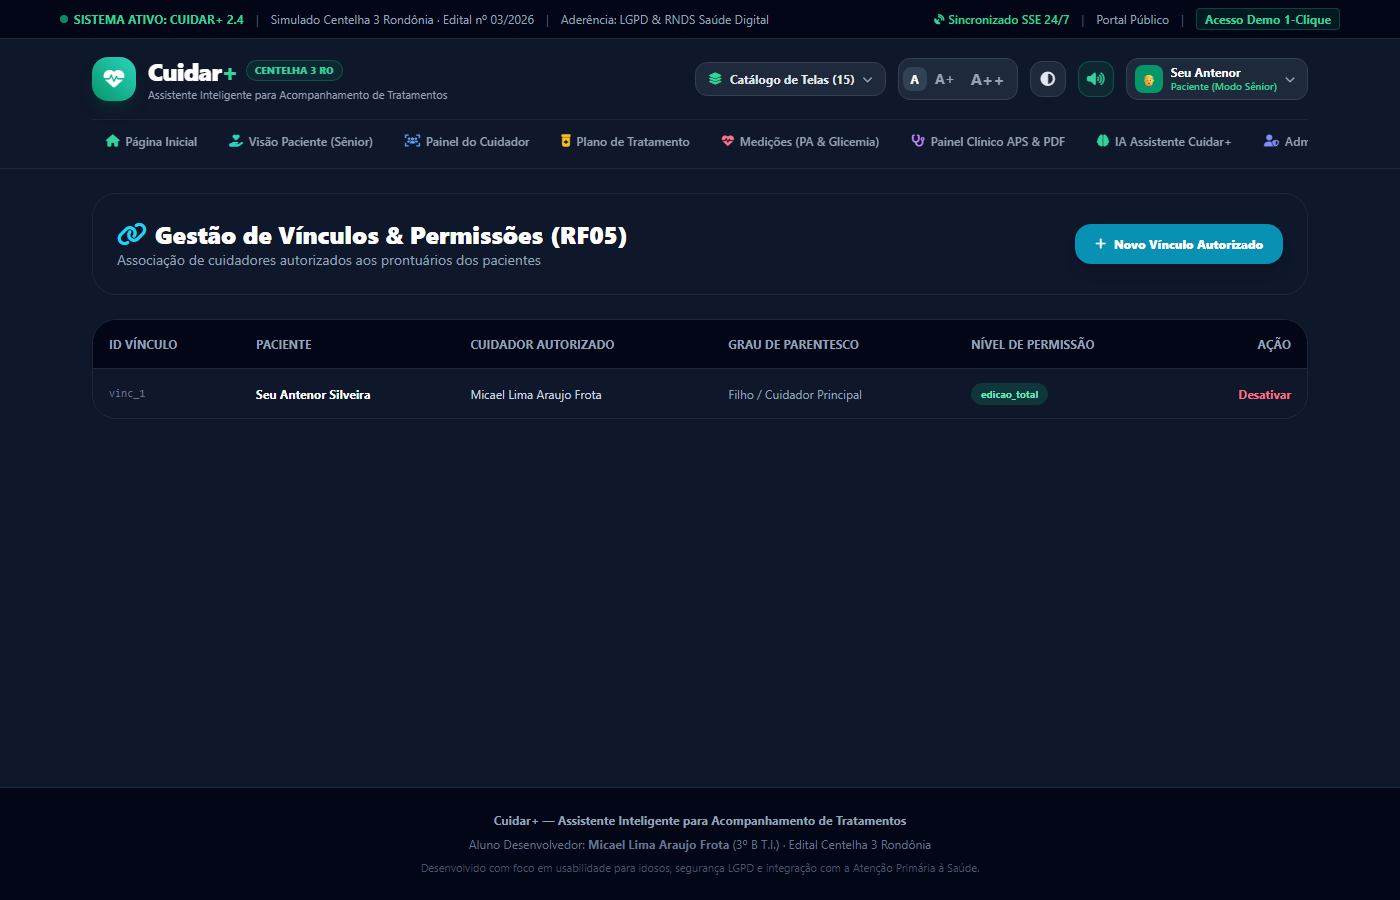 SISTEMA ATIVO: CUIDAR+ 2.4 | Simulado Centelha 3 Rondônia · Edital nº 03/2026 | Aderência: LGPD & RNDS Saúde Digital
Sincronizado SSE 24/7 | Portal Público | Acesso Demo 1-Clique
Cuidar+ CENTELHA 3 RO
Assistente Inteligente para Acompanhamento de Tratamentos
Catálogo de Telas (15)
A A+ A++
Seu Antenor
Paciente (Modo Sênior)
Página Inicial
Visão Paciente (Sênior)
Painel do Cuidador
Plano de Tratamento
Medições (PA & Glicemia)
Painel Clínico APS & PDF
IA Assistente Cuidar+
Adm
Gestão de Vínculos & Permissões (RF05)
Associação de cuidadores autorizados aos prontuários dos pacientes
+ Novo Vínculo Autorizado
ID VÍNCULO PACIENTE CUIDADOR AUTORIZADO GRAU DE PARENTESCO NÍVEL DE PERMISSÃO AÇÃO
vinc_1 Seu Antenor Silveira Micael Lima Araujo Frota Filho / Cuidador Principal edicao_total Desativar
Cuidar+ — Assistente Inteligente para Acompanhamento de Tratamentos
Aluno Desenvolvedor: Micael Lima Araujo Frota (3º B T.I.) · Edital Centelha 3 Rondônia
Desenvolvido com foco em usabilidade para idosos, segurança LGPD e integração com a Atenção Primária à Saúde.